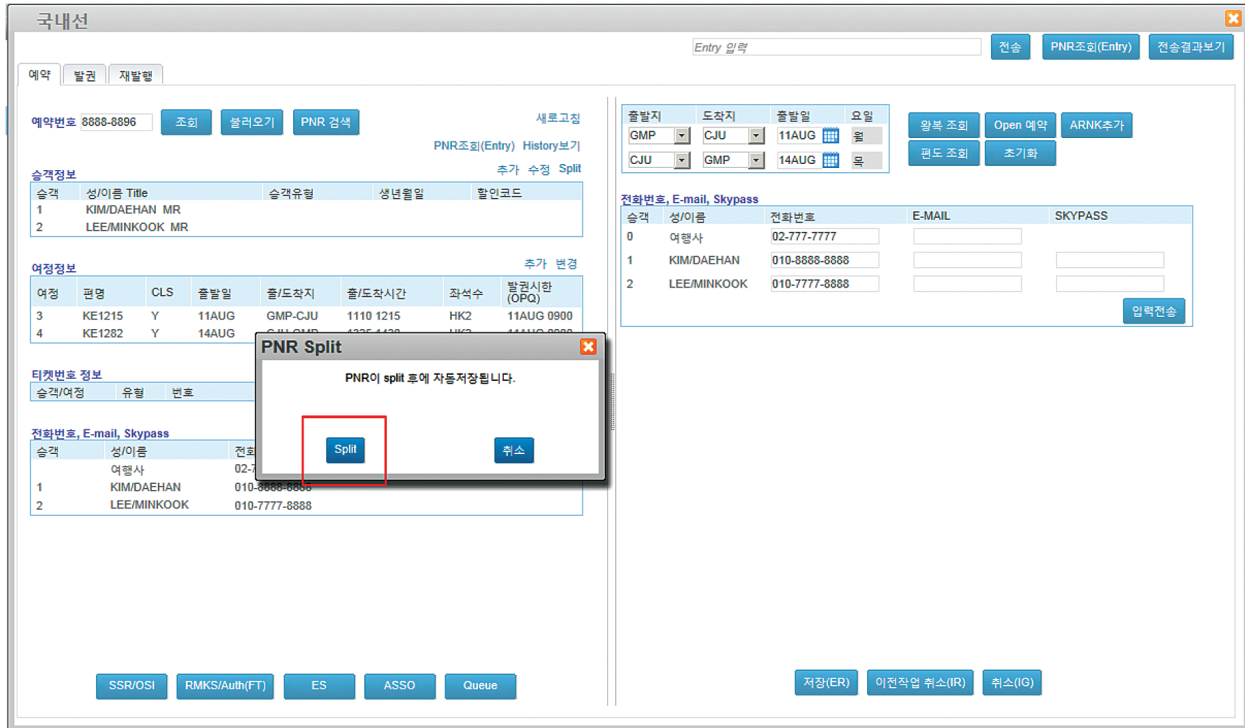 국내선
Entry 입력 전송 PNR조회(Entry) 전송결과보기
예약 발권 재발행
예약번호 8888-8896 조회 불러오기 PNR 검색 새로고침
PNR조회(Entry) History보기
승객정보 추가 수정 Split
승객 성/이름 Title 승객유형 생년월일 할인코드
1 KIM/DAEHAN MR
2 LEE/MINKOOK MR
여정정보 추가 변경
여정 편명 CLS 출발일 출/도착지 출/도착시간 좌석수 발권시한
(OPQ)
3 KE1215 Y 11AUG GMP-CJU 1110 1215 HK2 11AUG 0900
4 KE1282 Y 14AUG
티켓번호 정보
승객/여정 유형 번호
전화번호, E-mail, Skypass
승객 성/이름
여행사
1 KIM/DAEHAN 010-8888-8888
2 LEE/MINKOOK 010-7777-8888
PNR Split
PNR이 split 후에 자동저장됩니다.
Split 취소
SSR/OSI RMKS/Auth(FT) ES ASSO Queue
출발지 도착지 출발일 요일
GMP CJU 11AUG 월
CJU GMP 14AUG 목
왕복 조회 Open 예약 ARNK추가
편도 조회 초기화
전화번호, E-mail, Skypass
승객 성/이름 전화번호 E-MAIL SKYPASS
0 여행사 02-777-7777
1 KIM/DAEHAN 010-8888-8888
2 LEE/MINKOOK 010-7777-8888
입력전송
저장(ER) 이전작업 취소(IR) 취소(IG)